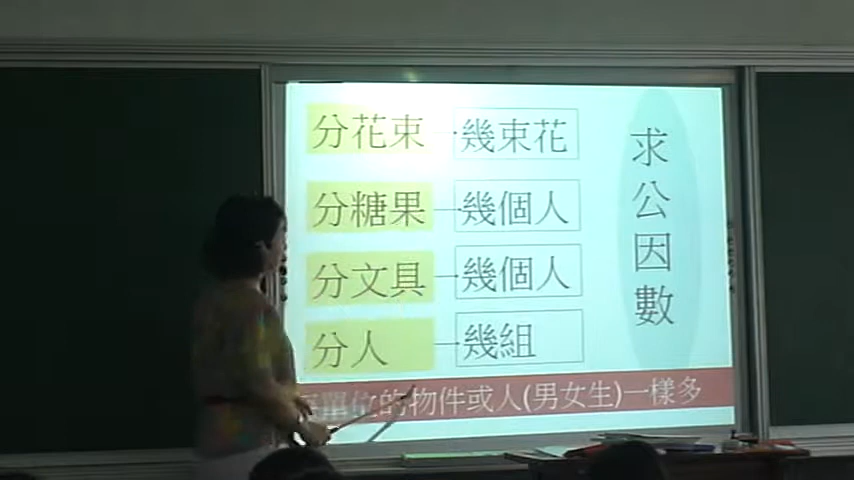 分花束
幾束花
分糖果
幾個人
分文具
幾個人
分人
幾組
求公因數
單位的物件或人(男女生)一樣多